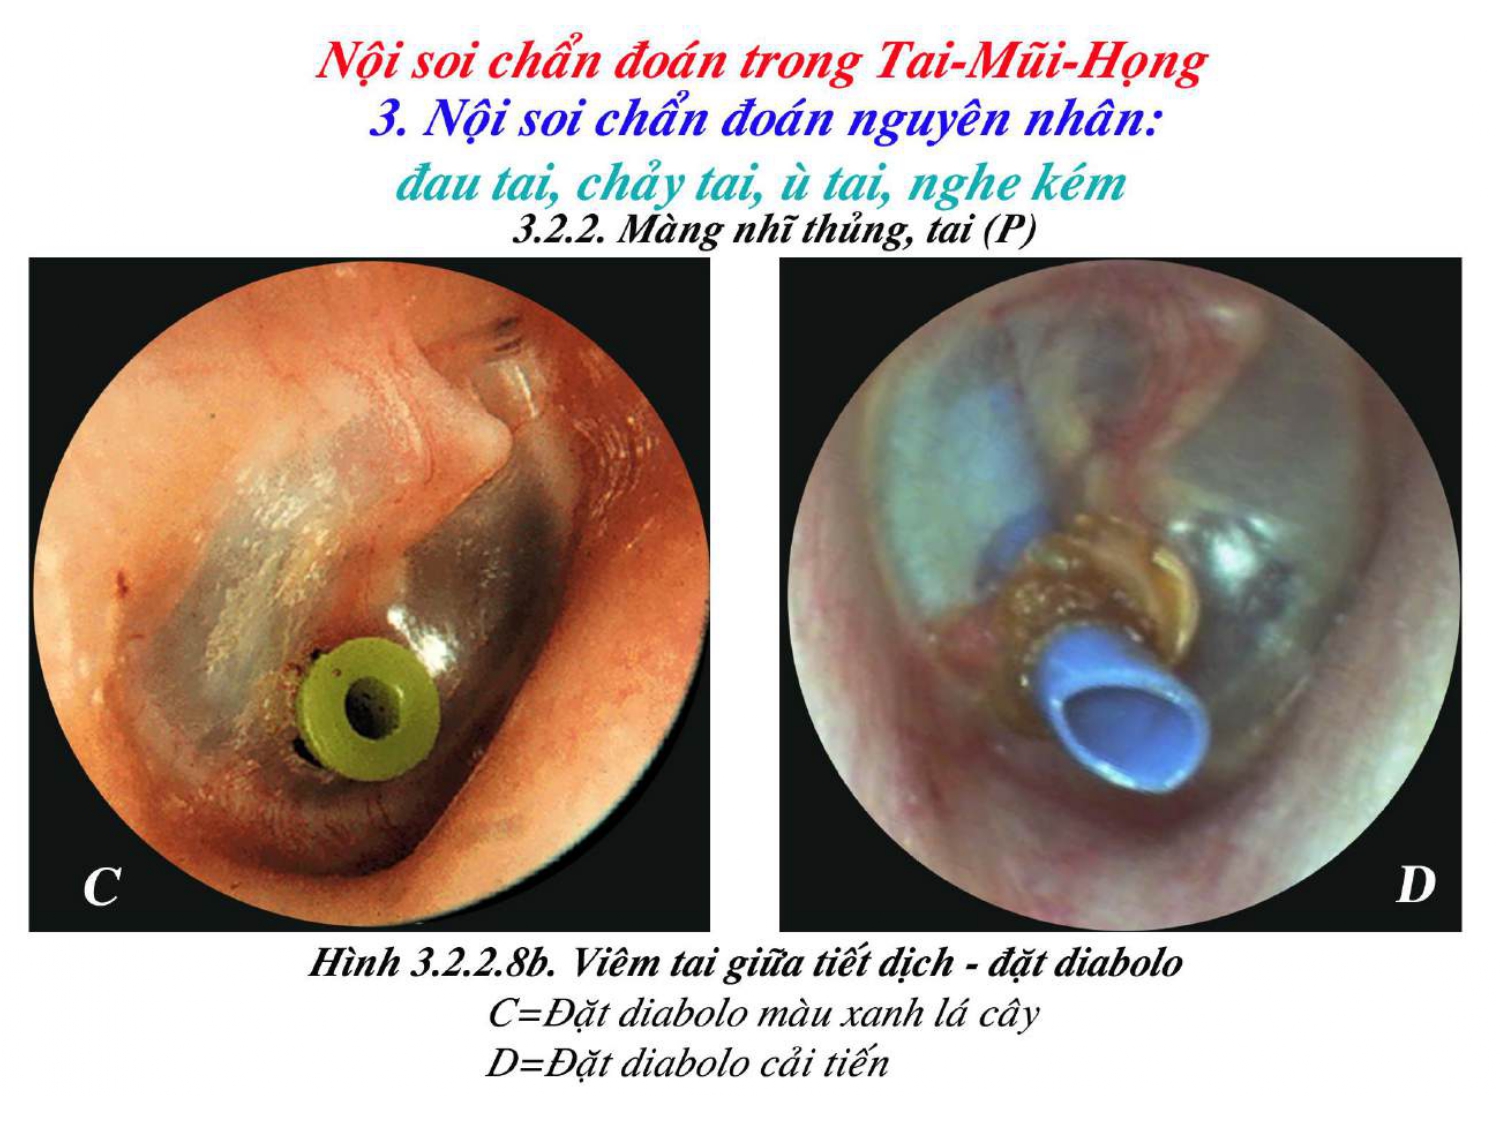 Nội soi chẩn đoán trong Tai-Mũi-Họng
3. Nội soi chẩn đoán nguyên nhân:
đau tai, chảy tai, ù tai, nghe kém
3.2.2. Màng nhĩ thủng, tai (P)
C
D
Hình 3.2.2.8b. Viêm tai giữa tiết dịch - đặt diabolo
C=Đặt diabolo màu xanh lá cây
D=Đặt diabolo cải tiến